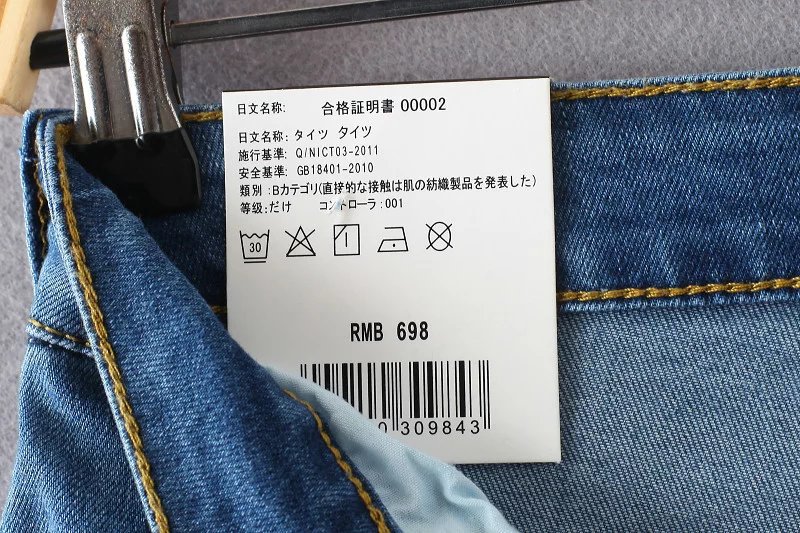 日文名称: 合格証明書 00002
日文名称: タイツ タイツ
施行基準: Q/NICT03-2011
安全基準: GB18401-2010
類別 :Bカテゴリ(直接的な接触は肌の紡織製品を発表した)
等级:だけ コントローラ:001
30
RMB 698
0309843